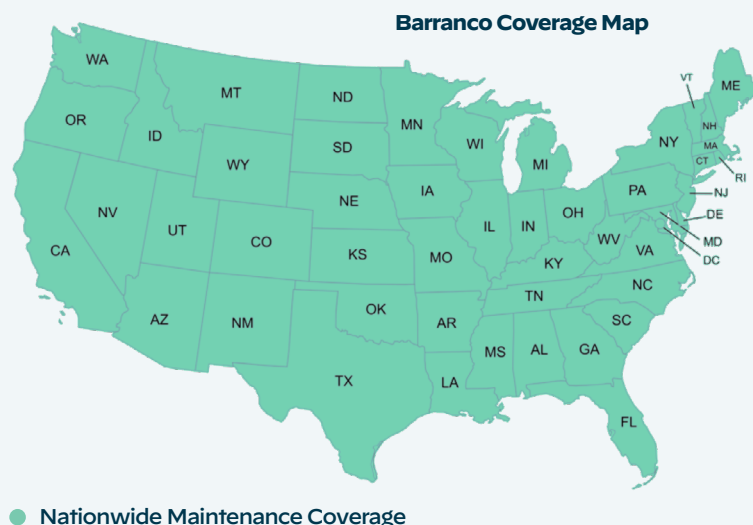 Barranco Coverage Map
WA
MT
ND
MN
VT
ME
OR
ID
SD
WI
MI
NY
NH
MA
CT
RI
WY
NE
IA
PA
NJ
NV
UT
CO
KS
MO
IL
IN
OH
WV
VA
DE
MD
DC
CA
KY
AZ
NM
OK
AR
TN
NC
SC
TX
LA
MS
AL
GA
FL
Nationwide Maintenance Coverage